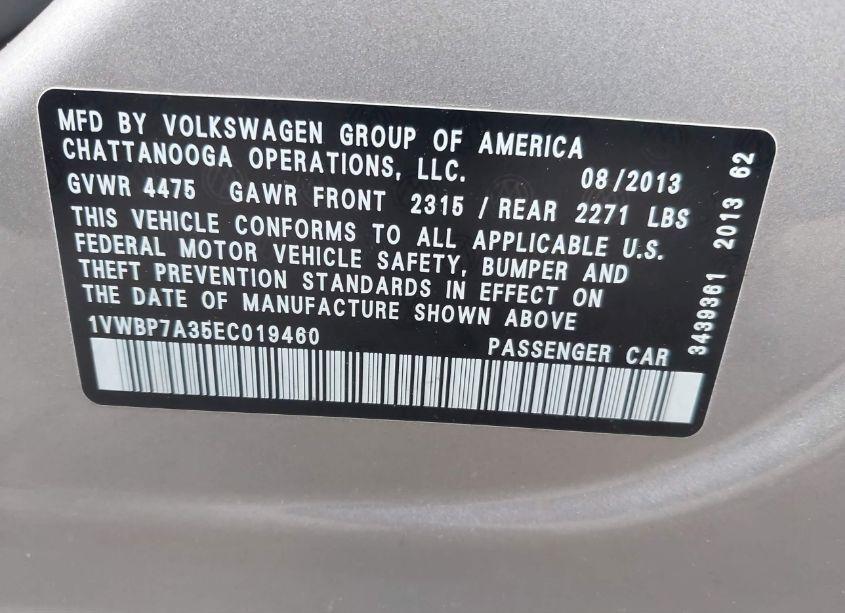 MFD BY VOLKSWAGEN GROUP OF AMERICA
CHATTANOOGA OPERATIONS, LLC. 08/2013
GVWR 4475 GAWR FRONT 2315 / REAR 2271 LBS
THIS VEHICLE CONFORMS TO ALL APPLICABLE U.S.
FEDERAL MOTOR VEHICLE SAFETY, BUMPER AND
THEFT PREVENTION STANDARDS IN EFFECT ON
THE DATE OF MANUFACTURE SHOWN ABOVE
1VWBP7A35EC019460 PASSENGER CAR
3439361 2013 62